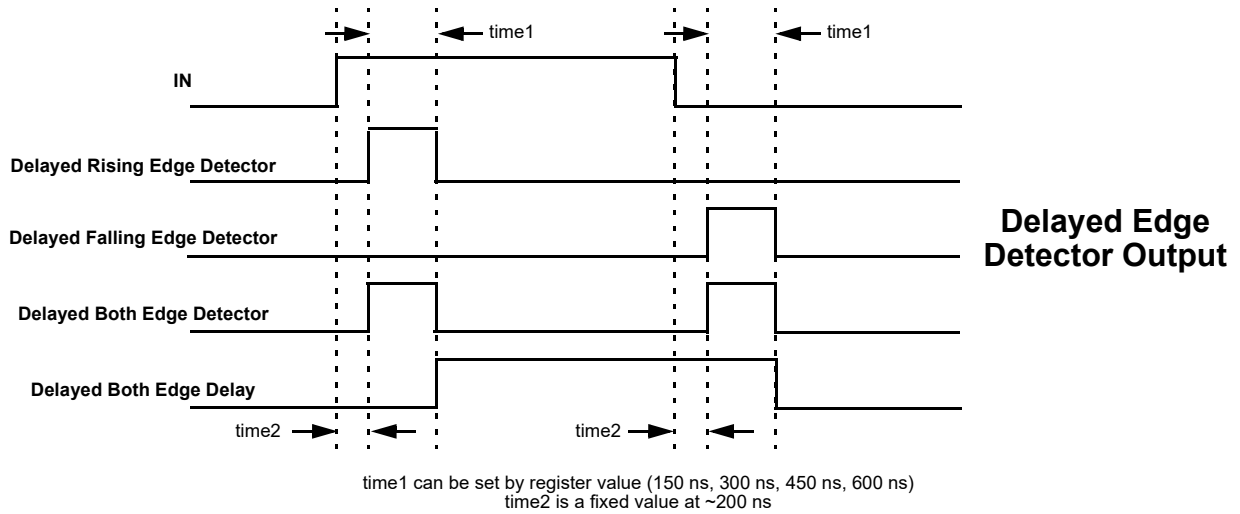 time1
time1
IN
Delayed Rising Edge Detector
Delayed Falling Edge Detector
Delayed Edge
Detector Output
Delayed Both Edge Detector
Delayed Both Edge Delay
time2
time2
time1 can be set by register value (150 ns, 300 ns, 450 ns, 600 ns)
time2 is a fixed value at ~200 ns